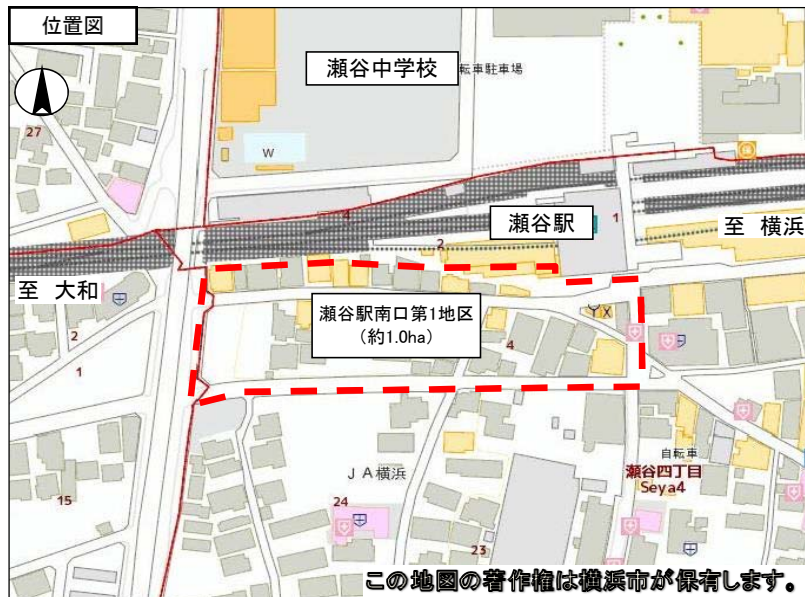 位置図
瀬谷中学校
転車駐車場
27
W
4
瀬谷駅
1
2
至 横浜
至 大和
瀬谷駅南口第1地区
(約1.0ha)
2
4
1
自転車
JA横浜
瀬谷四丁目
Seya4
15
24
23
この地図の著作権は横浜市が保有します。